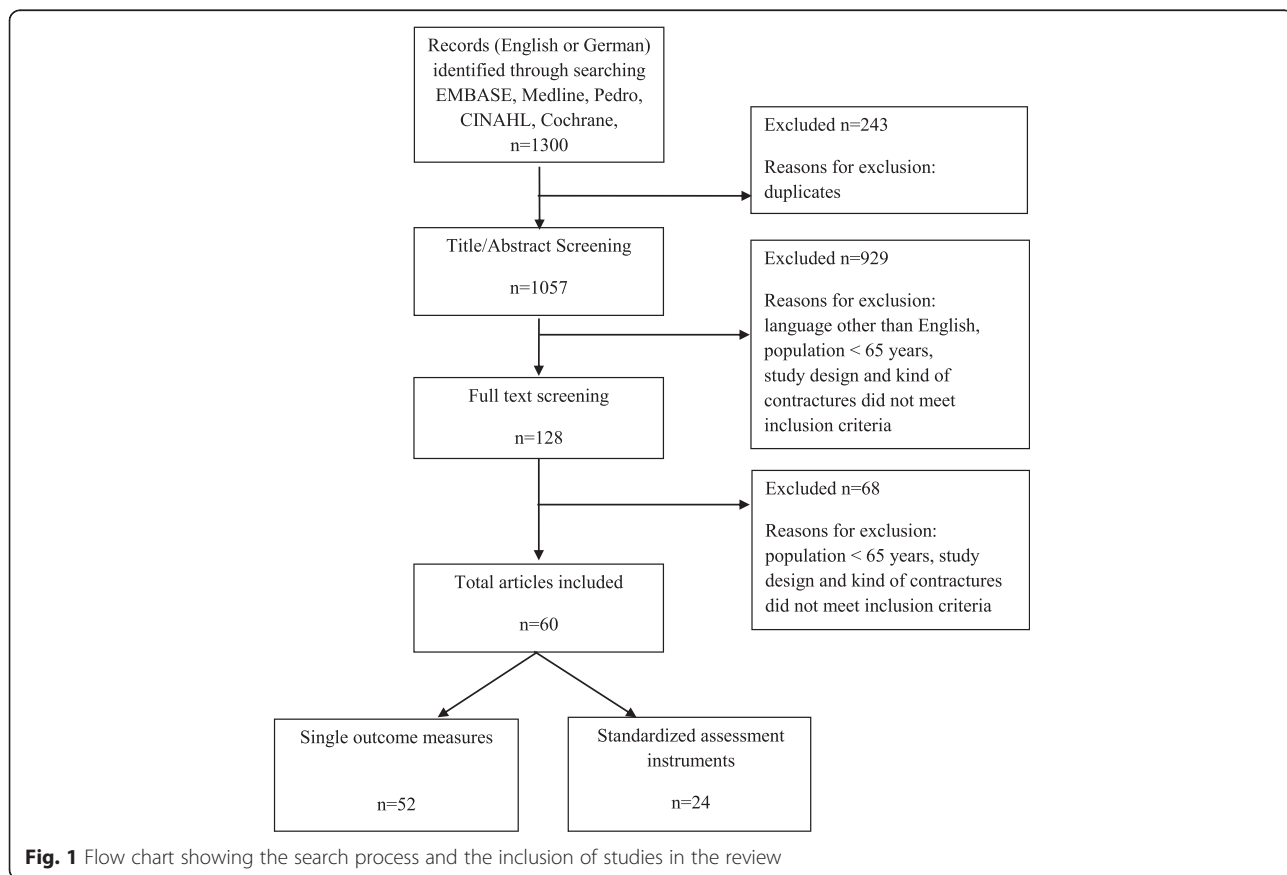 Records (English or German)
identified through searching
EMBASE, Medline, Pedro,
CINAHL, Cochrane,
n=1300
Excluded n=243
Reasons for exclusion:
duplicates
Title/Abstract Screening
n=1057
Excluded n=929
Reasons for exclusion:
language other than English,
population < 65 years,
study design and kind of
contractures did not meet
inclusion criteria
Full text screening
n=128
Excluded n=68
Reasons for exclusion:
population < 65 years, study
design and kind of contractures
did not meet inclusion criteria
Total articles included
n=60
Single outcome measures
n=52
Standardized assessment
instruments
n=24
Fig. 1 Flow chart showing the search process and the inclusion of studies in the review